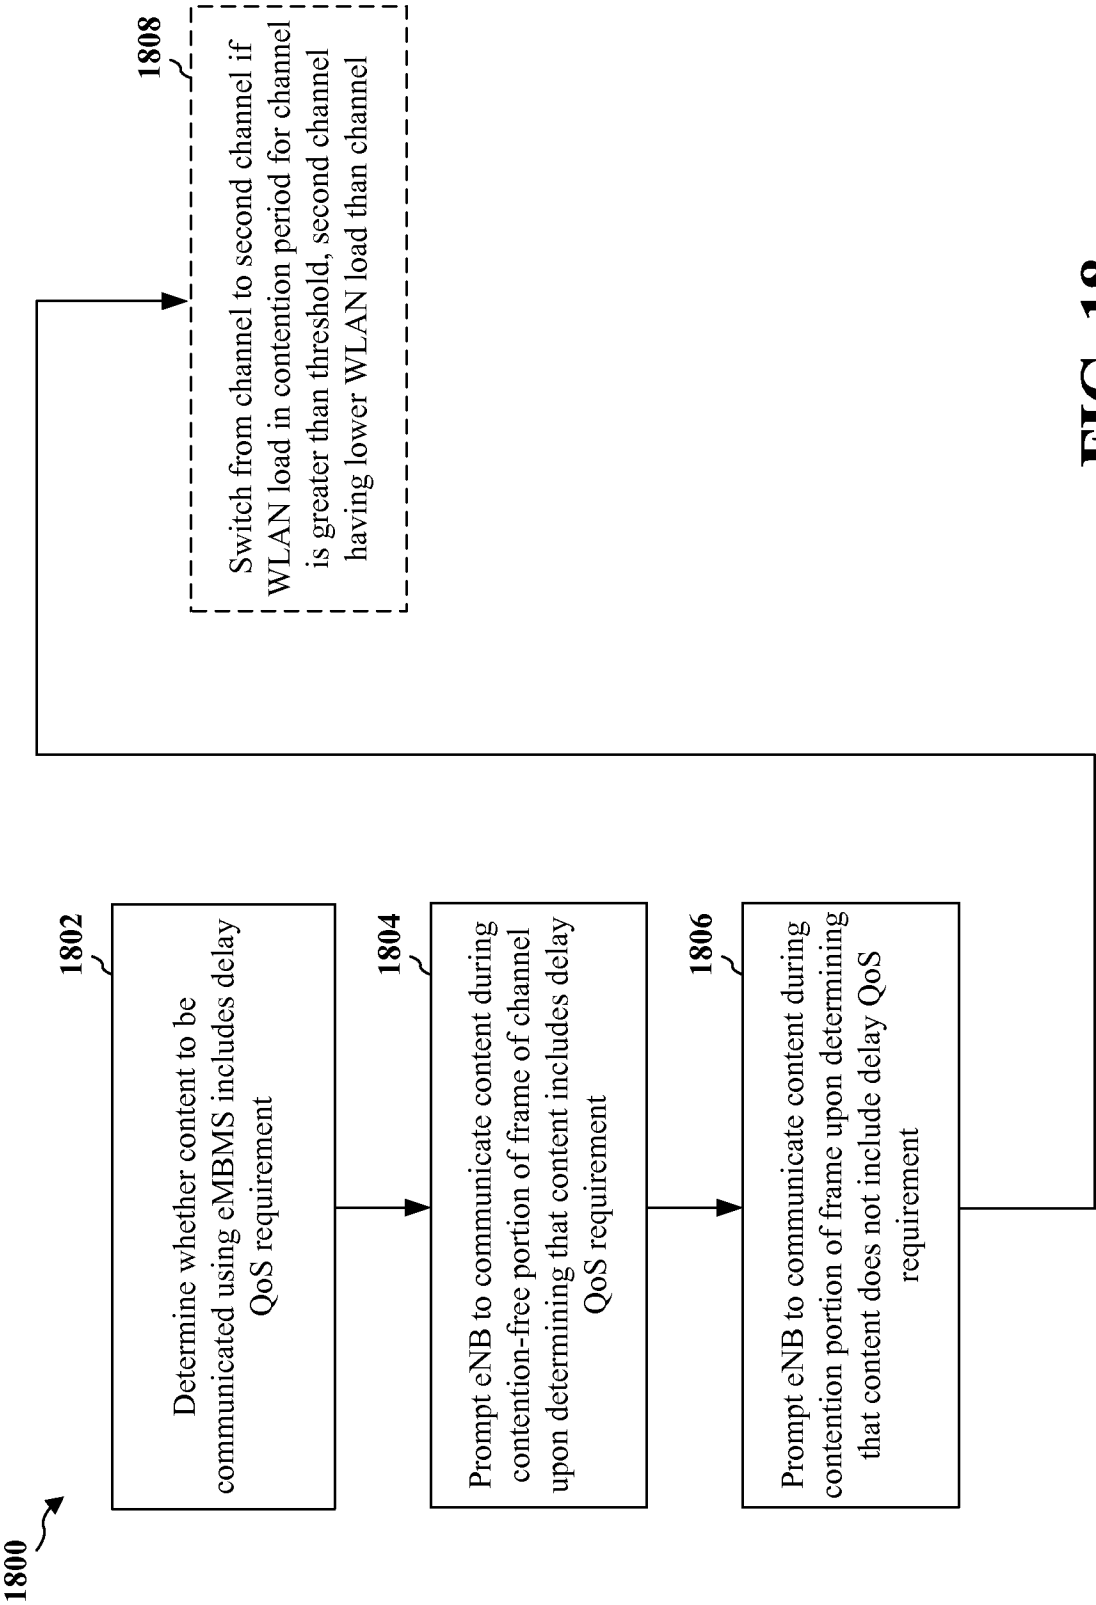 1800
1802
Determine whether content to be
communicated using eMBMS includes delay
QoS requirement
1804
Prompt eNB to communicate content during
contention-free portion of frame of channel
upon determining that content includes delay
QoS requirement
1806
Prompt eNB to communicate content during
contention portion of frame upon determining
that content does not include delay QoS
requirement
1808
Switch from channel to second channel if
WLAN load in contention period for channel
is greater than threshold, second channel
having lower WLAN load than channel
FIG. 18